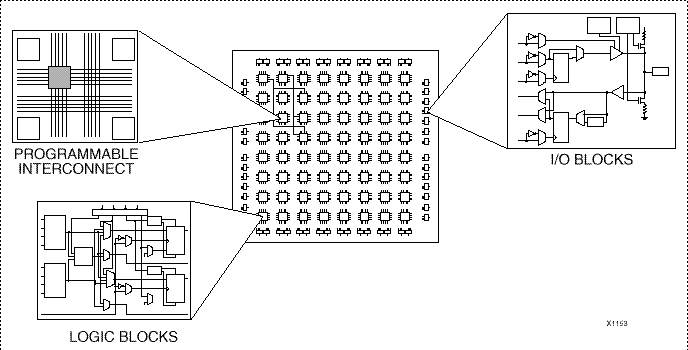 PROGRAMMABLE
INTERCONNECT
I/O BLOCKS
LOGIC BLOCKS
X1153